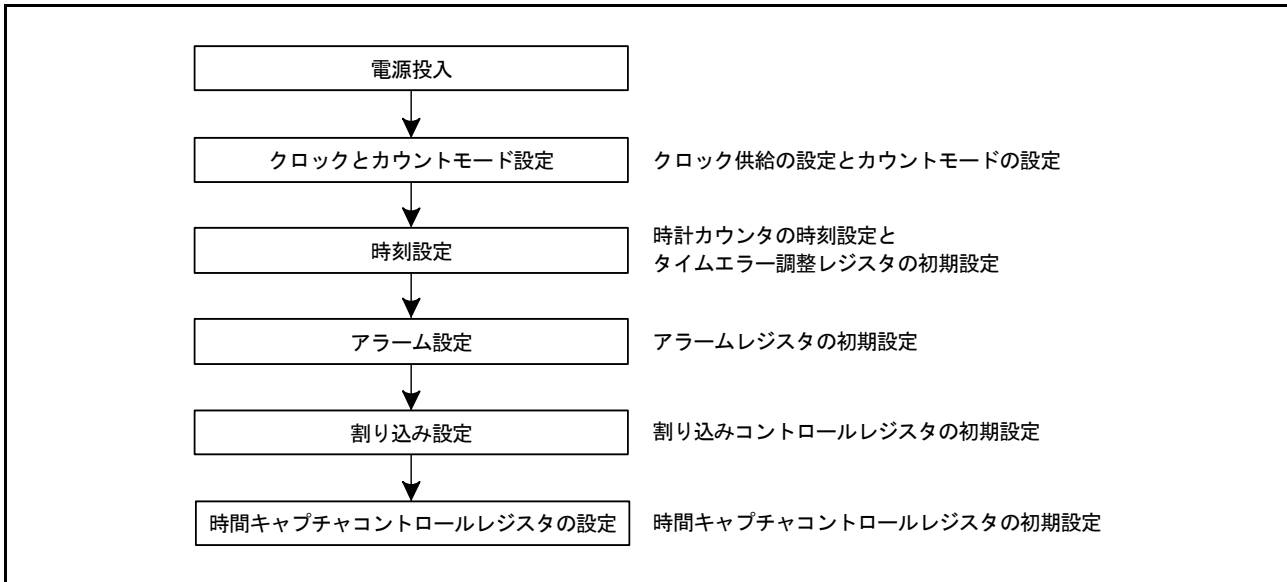 電源投入
クロックとカウントモード設定
クロック供給の設定とカウントモードの設定
時刻設定
時計カウンタの時刻設定と
タイムエラー調整レジスタの初期設定
アラーム設定
アラームレジスタの初期設定
割り込み設定
割り込みコントロールレジスタの初期設定
時間キャプチャコントロールレジスタの設定
時間キャプチャコントロールレジスタの初期設定